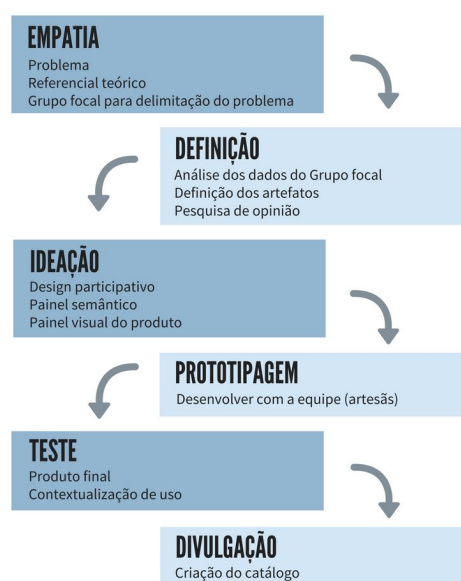 EMPATIA
Problema
Referencial teórico
Grupo focal para delimitação do problema
DEFINIÇÃO
Análise dos dados do Grupo focal
Definição dos artefatos
Pesquisa de opinião
IDEAÇÃO
Design participativo
Painel semântico
Painel visual do produto
PROTOTIPAGEM
Desenvolver com a equipe (artesãs)
TESTE
Produto final
Contextualização de uso
DIVULGAÇÃO
Criação do catálogo